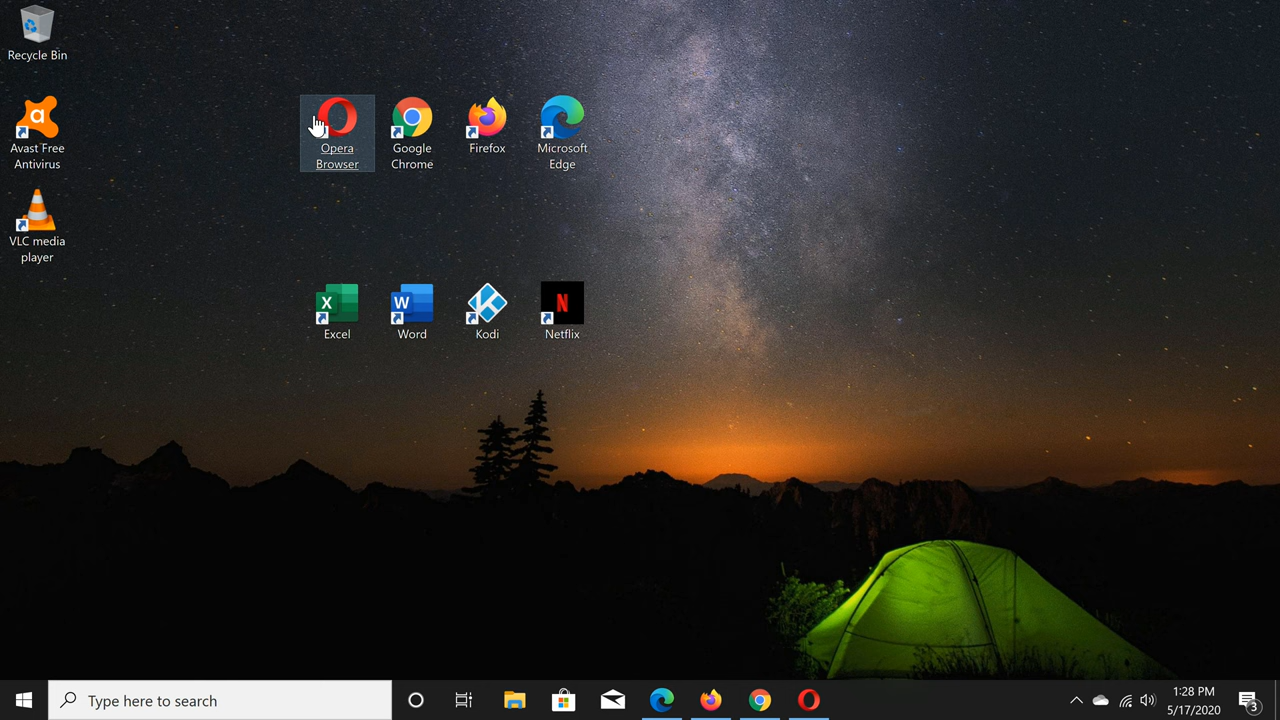 Recycle Bin
Avast Free
Antivirus
VLC media
player
Opera
Browser
Google
Chrome
Firefox
Microsoft
Edge
Excel
Word
Kodi
Netflix
Type here to search
1:28 PM
5/17/2020
3